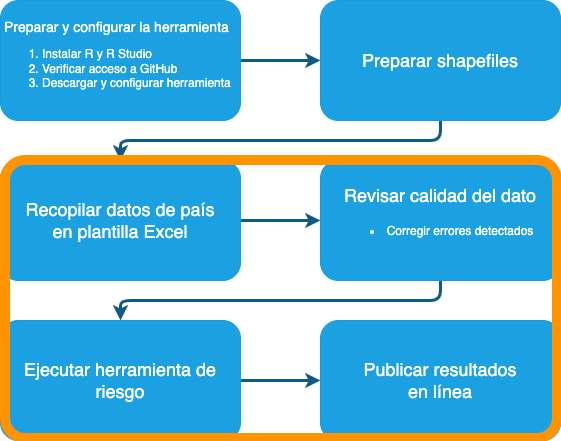 Preparar y configurar la herramienta
1. Instalar R y R Studio
2. Verificar acceso a GitHub
3. Descargar y configurar herramienta
Preparar shapefiles
Recopilar datos de país
en plantilla Excel
Revisar calidad del dato
• Corregir errores detectados
Ejecutar herramienta de
riesgo
Publicar resultados
en línea